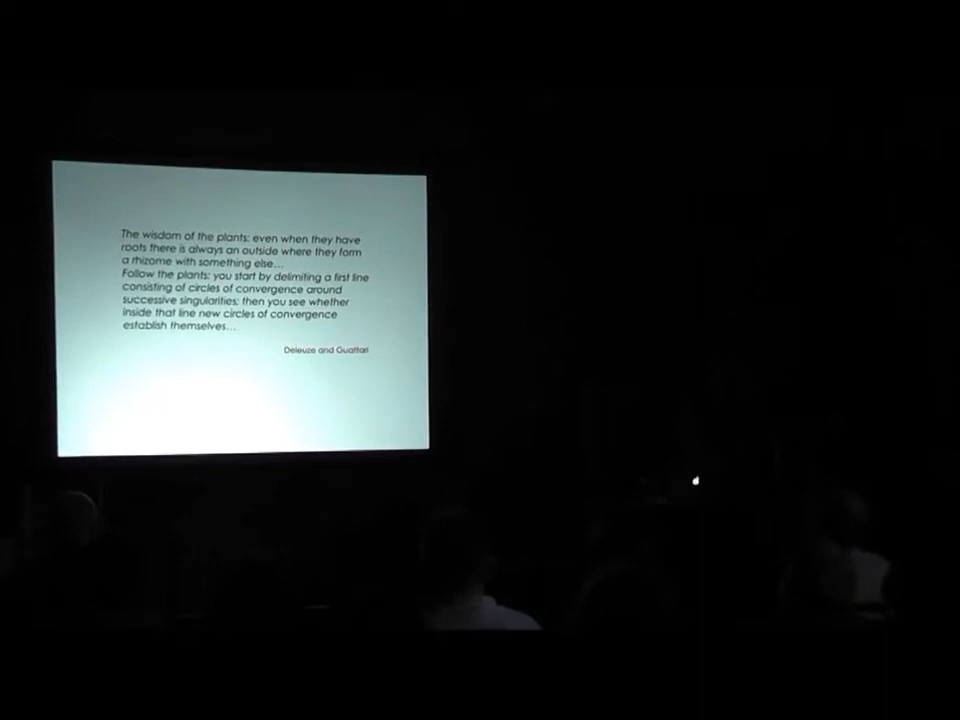 The wisdom of the plants: even when they have
roots there is always an outside where they form
a rhizome with something else...
Follow the plants: you start by delimiting a first line
consisting of circles of convergence around
successive singularities; then you see whether
inside that line new circles of convergence
establish themselves...
Deleuze and Guattari